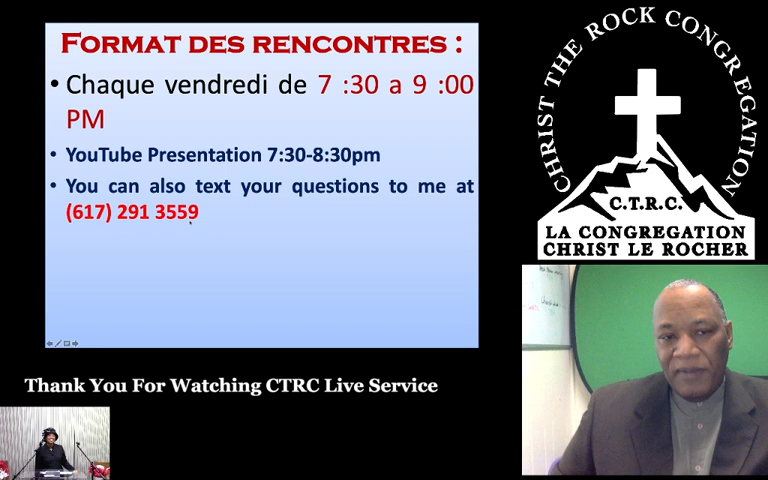 FORMAT DES RENCONTRES :
• Chaque vendredi de 7 :30 a 9 :00
PM
• YouTube Presentation 7:30-8:30pm
• You can also text your questions to me at
(617) 291 3559
CHRIST THE ROCK CONGREGATION
C.T.R.C.
LA CONGREGATION
CHRIST LE ROCHER
Thank You For Watching CTRC Live Service